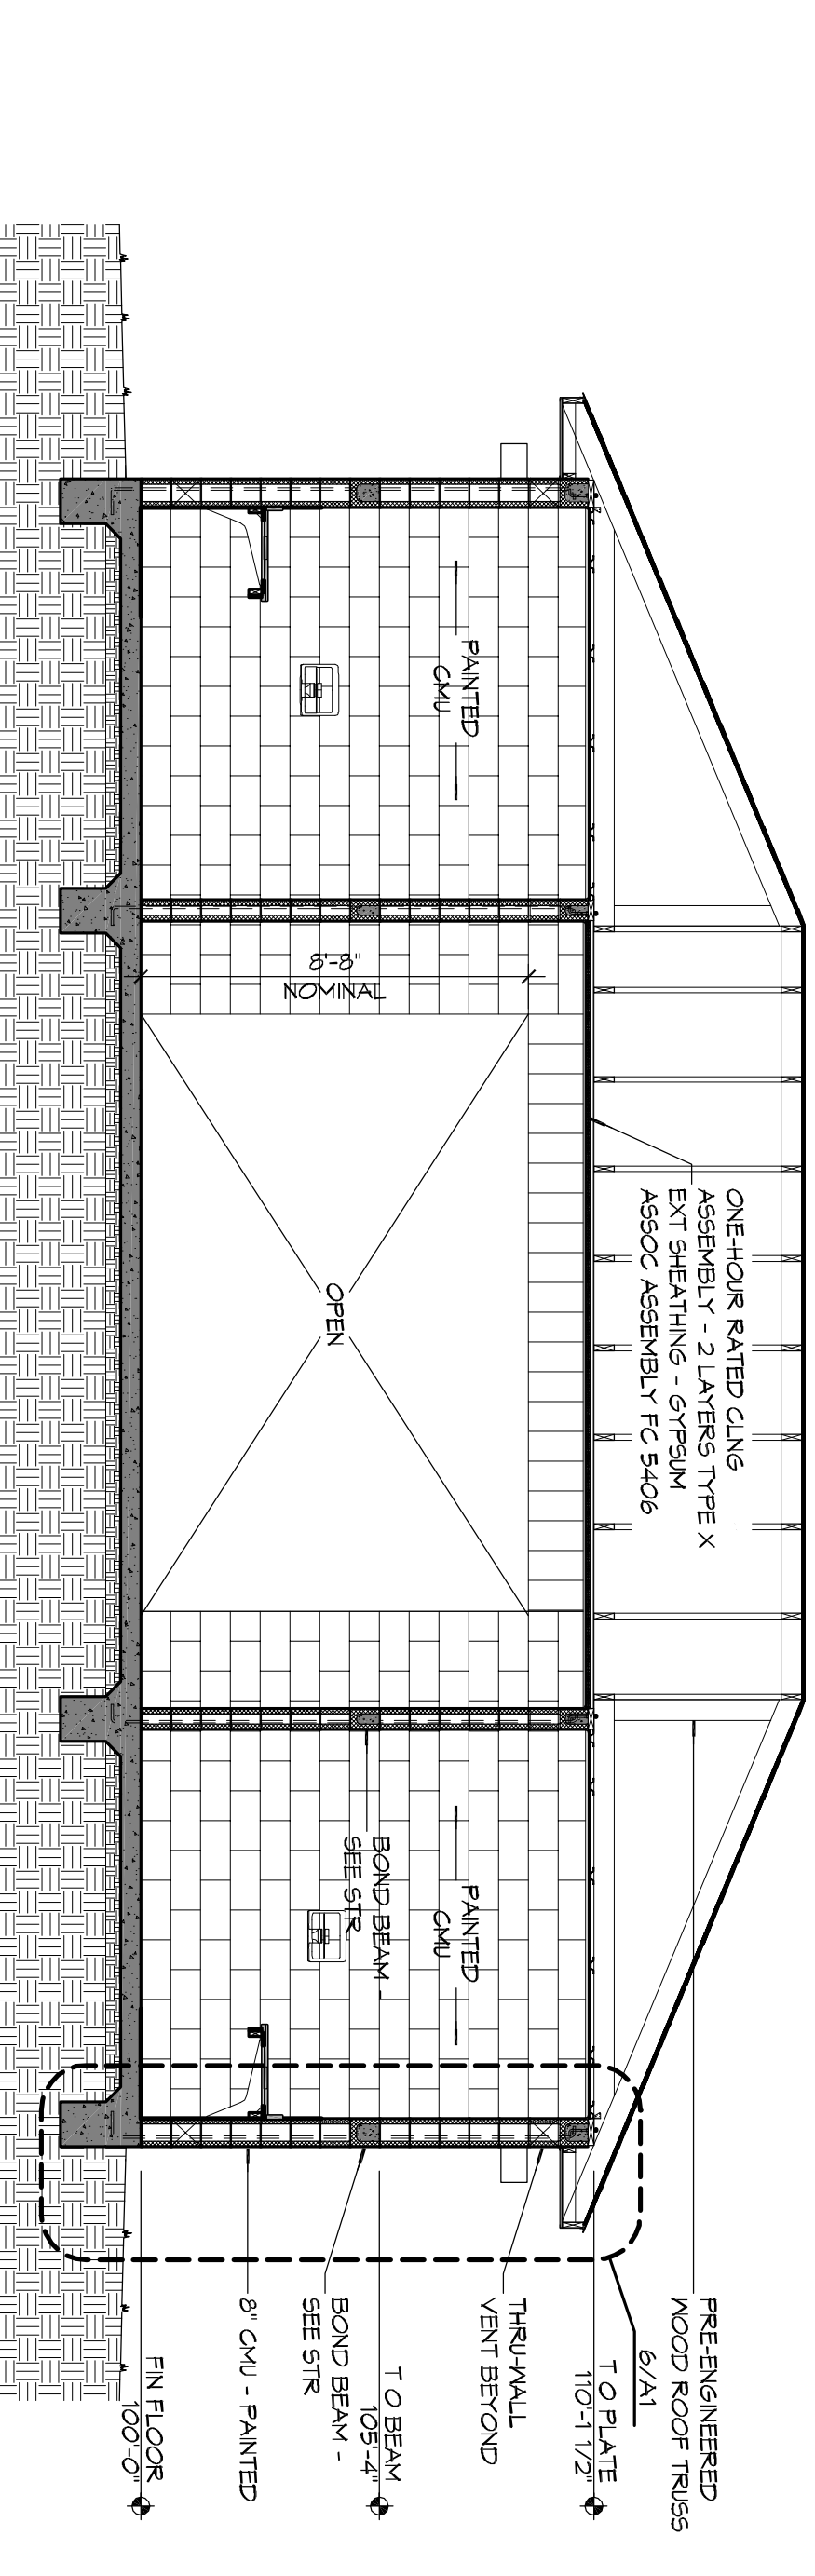 PAINTED
CMU
8'-8"
NOMINAL
ONE-HOUR RATED CLNG
ASSEMBLY - 2 LAYERS TYPE X
EXT SHEATHING - GYPSUM
ASSOC ASSEMBLY FC 5406
OPEN
BOND BEAM -
SEE STR
PAINTED
CMU
PRE-ENGINEERED
WOOD ROOF TRUSS
6/A1
T O PLATE
110'-1 1/2"
THRU-WALL
VENT BEYOND
T O BEAM
105'-4"
BOND BEAM -
SEE STR
8" CMU - PAINTED
FIN FLOOR
100'-0"